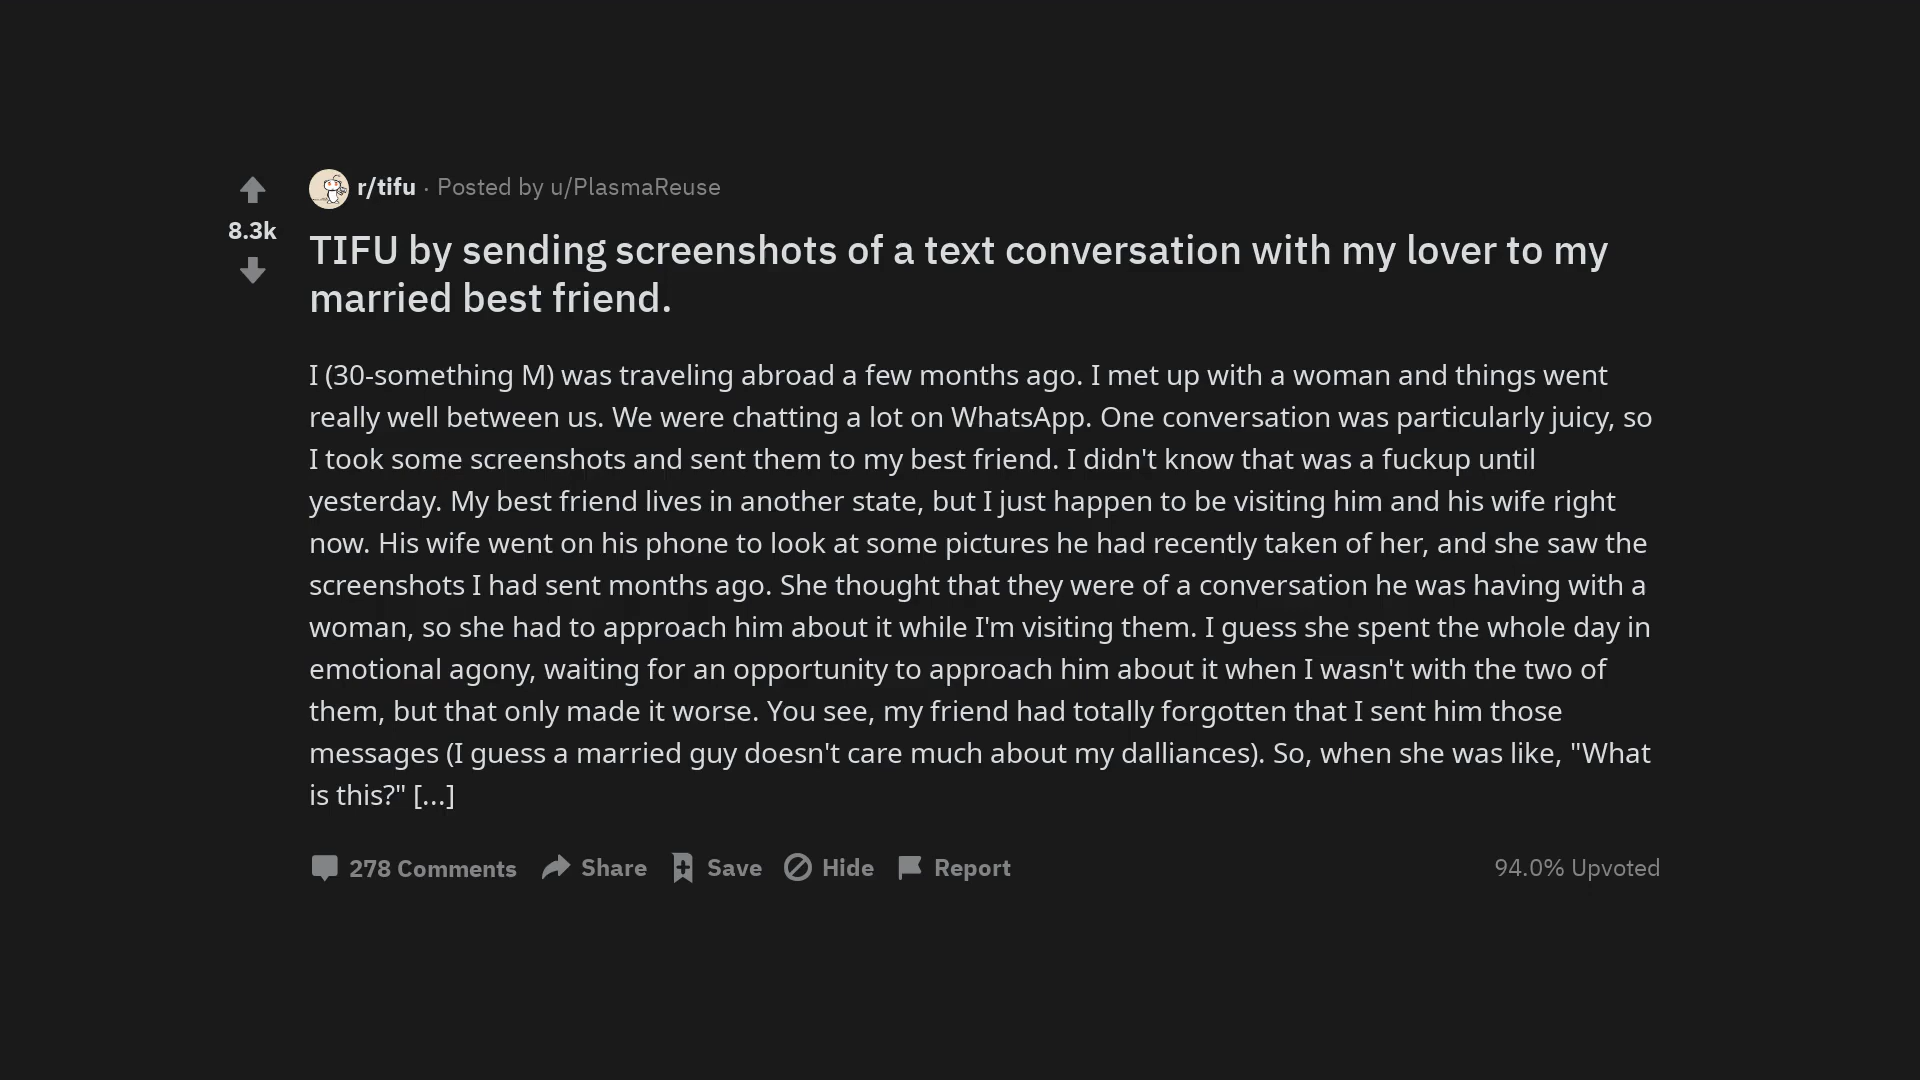 r/tifu · Posted by u/PlasmaReuse
8.3k
TIFU by sending screenshots of a text conversation with my lover to my
married best friend.
I (30-something M) was traveling abroad a few months ago. I met up with a woman and things went
really well between us. We were chatting a lot on WhatsApp. One conversation was particularly juicy, so
I took some screenshots and sent them to my best friend. I didn't know that was a fuckup until
yesterday. My best friend lives in another state, but I just happen to be visiting him and his wife right
now. His wife went on his phone to look at some pictures he had recently taken of her, and she saw the
screenshots I had sent months ago. She thought that they were of a conversation he was having with a
woman, so she had to approach him about it while I'm visiting them. I guess she spent the whole day in
emotional agony, waiting for an opportunity to approach him about it when I wasn't with the two of
them, but that only made it worse. You see, my friend had totally forgotten that I sent him those
messages (I guess a married guy doesn't care much about my dalliances). So, when she was like, "What
is this?" [...]
278 Comments Share Save Hide Report 94.0% Upvoted